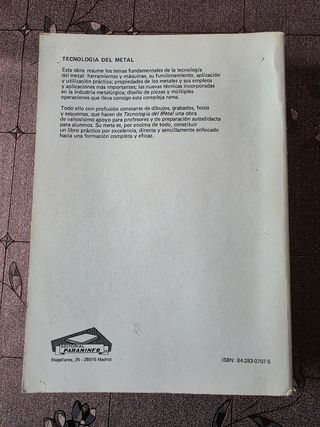 TECNOLOGIA DEL METAL
Esta obra resume los temas fundamentales de la tecnología
del metal: herramientas y máquinas, su funcionamiento, aplicación
y utilización práctica; propiedades de los metales y sus empleos
y aplicaciones más importantes; las nuevas técnicas incorporadas
en la industria metalúrgica; diseño de piezas y múltiples
operaciones que lleva consigo esta compleja rama.
Todo ello con profusión constante de dibujos, grabados, fotos
y esquemas, que hacen de Tecnología del Metal una obra
de valiosísimo apoyo para profesores y de preparación autodidacta
para alumnos. Su meta es, por encima de todo, constituir
un libro práctico por excelencia, directa y sencillamente enfocado
hacia una formación completa y eficaz.
EDITORIAL
PARANINFO
Magallanes, 25 - 28015 Madrid
ISBN: 84-283-0707-5